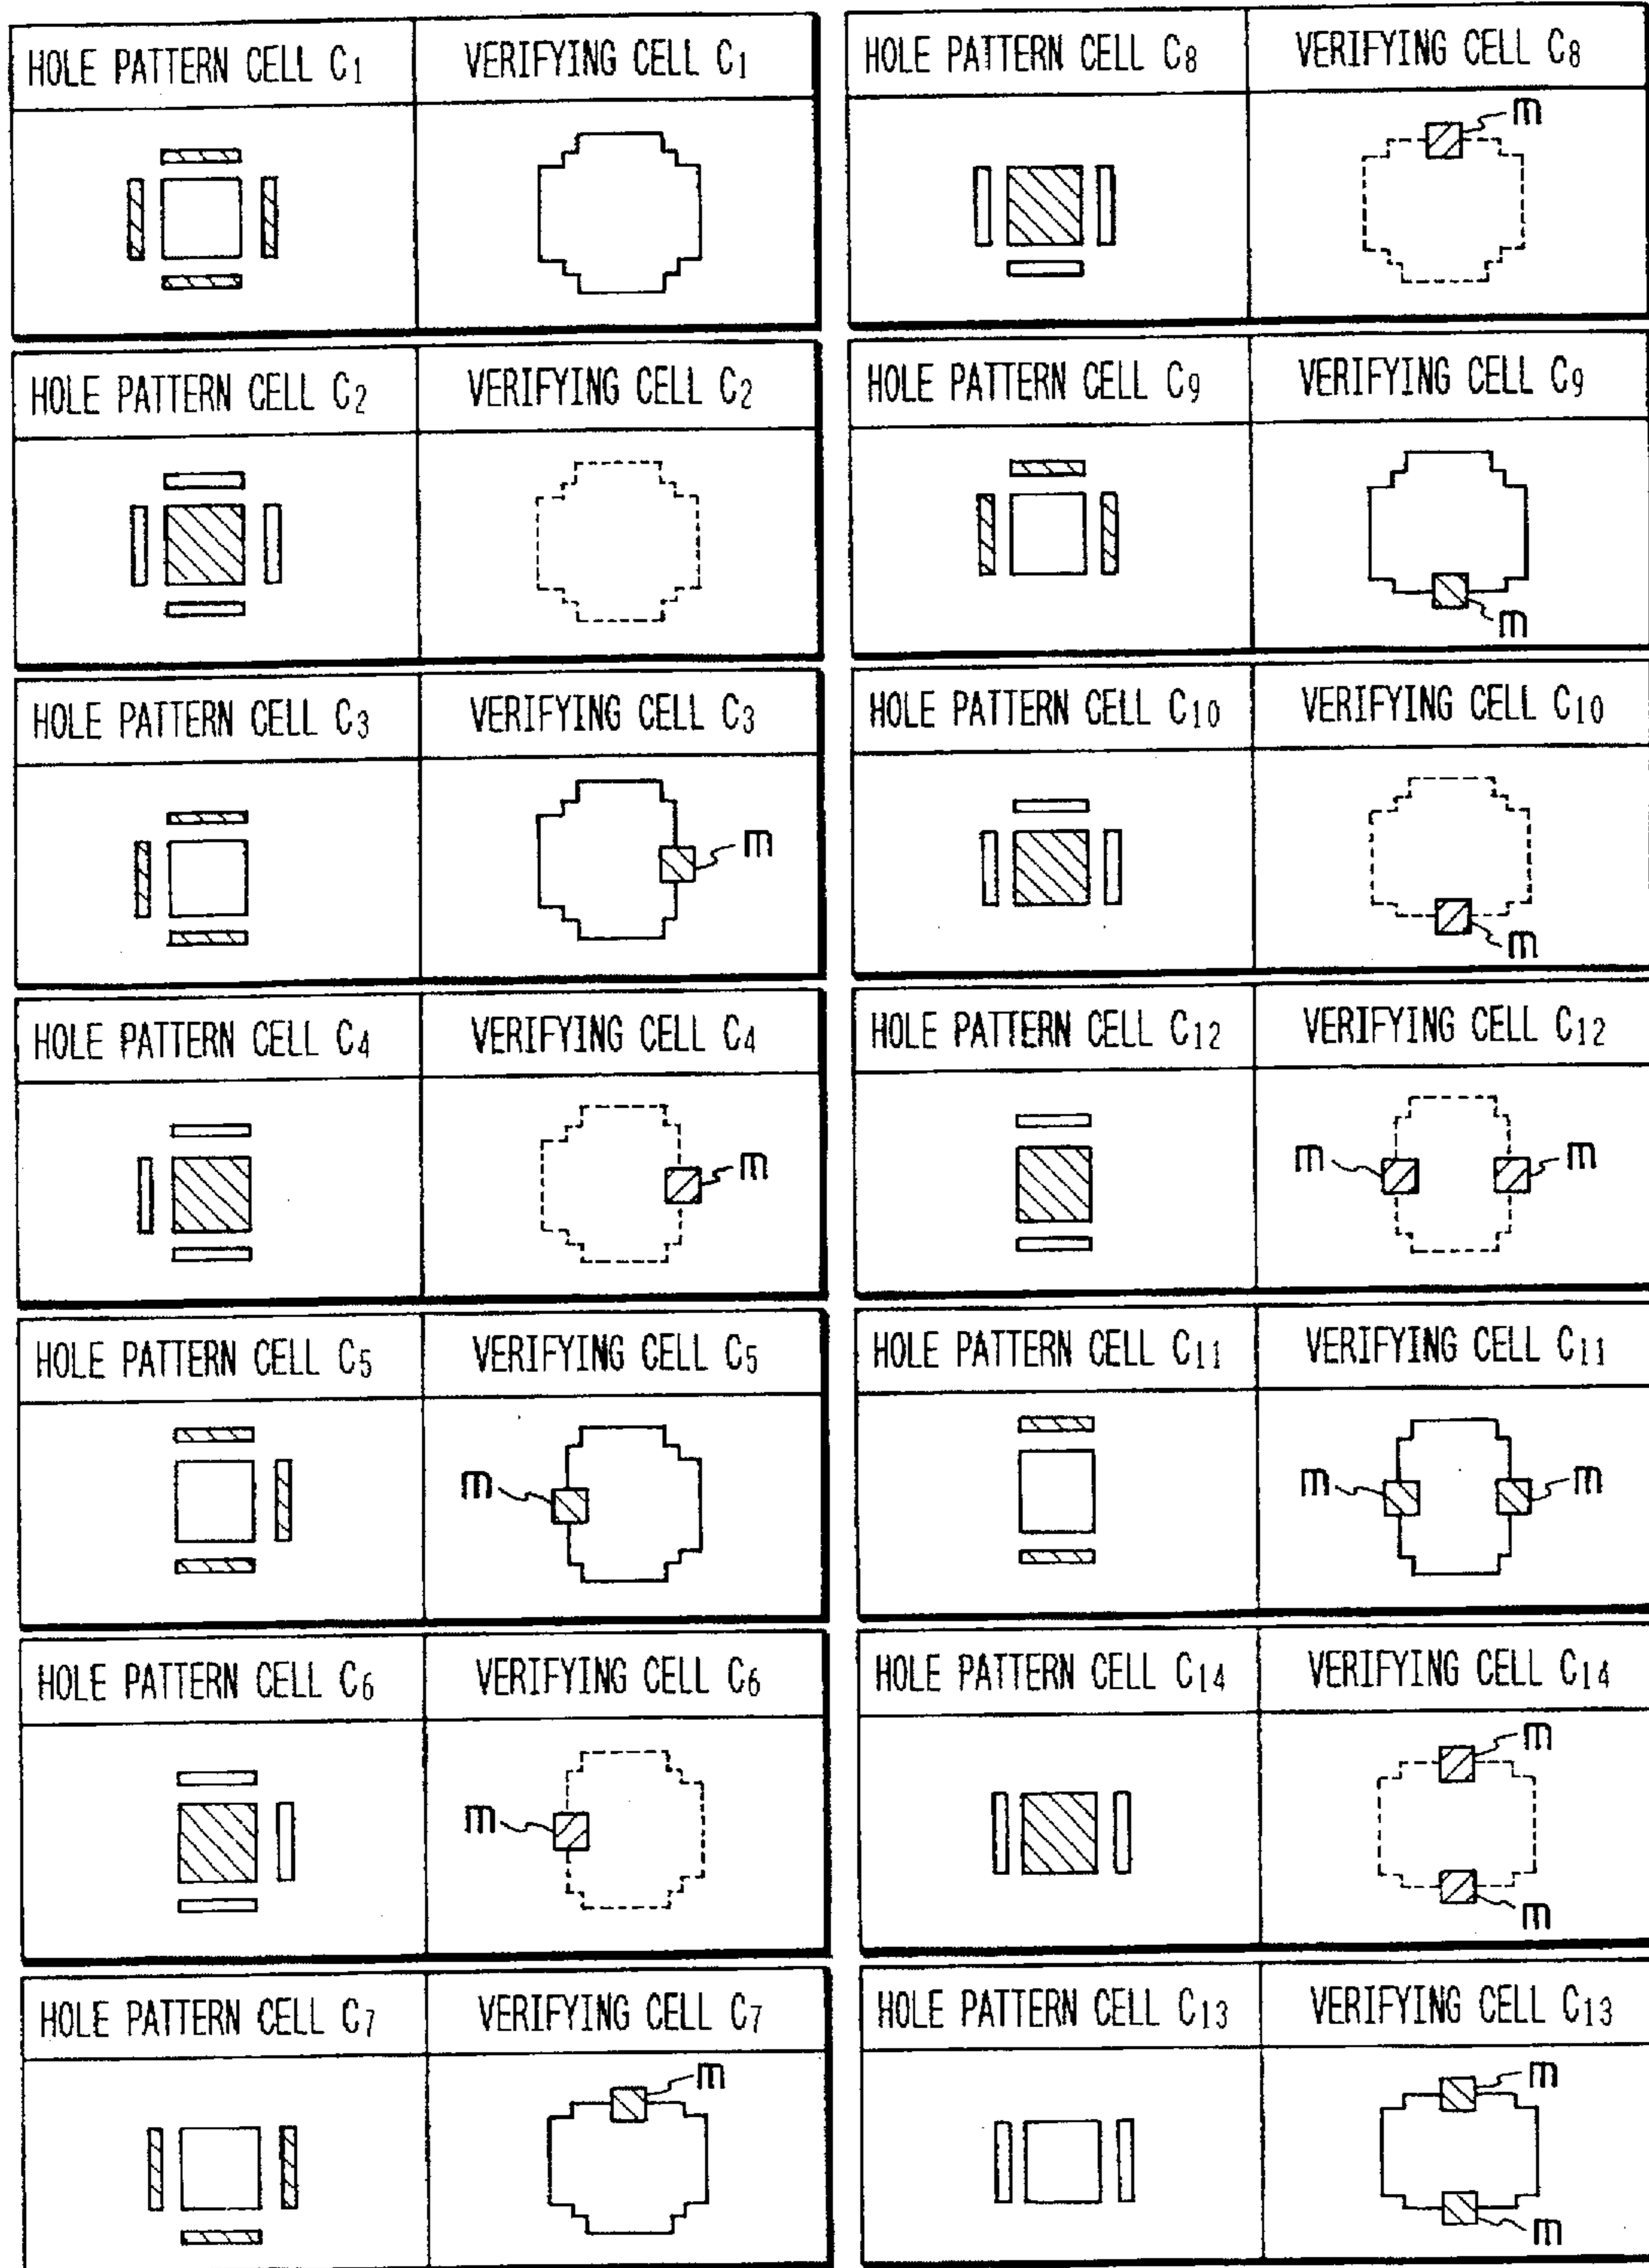 HOLE PATTERN CELL C1 VERIFYING CELL C1
HOLE PATTERN CELL C2 VERIFYING CELL C2
HOLE PATTERN CELL C3 VERIFYING CELL C3
m
HOLE PATTERN CELL C4 VERIFYING CELL C4
m
HOLE PATTERN CELL C5 VERIFYING CELL C5
m
HOLE PATTERN CELL C6 VERIFYING CELL C6
m
HOLE PATTERN CELL C7 VERIFYING CELL C7
m
HOLE PATTERN CELL C8 VERIFYING CELL C8
m
HOLE PATTERN CELL C9 VERIFYING CELL C9
m
HOLE PATTERN CELL C10 VERIFYING CELL C10
m
HOLE PATTERN CELL C12 VERIFYING CELL C12
m m
HOLE PATTERN CELL C11 VERIFYING CELL C11
m m
HOLE PATTERN CELL C14 VERIFYING CELL C14
m
m
HOLE PATTERN CELL C13 VERIFYING CELL C13
m
m